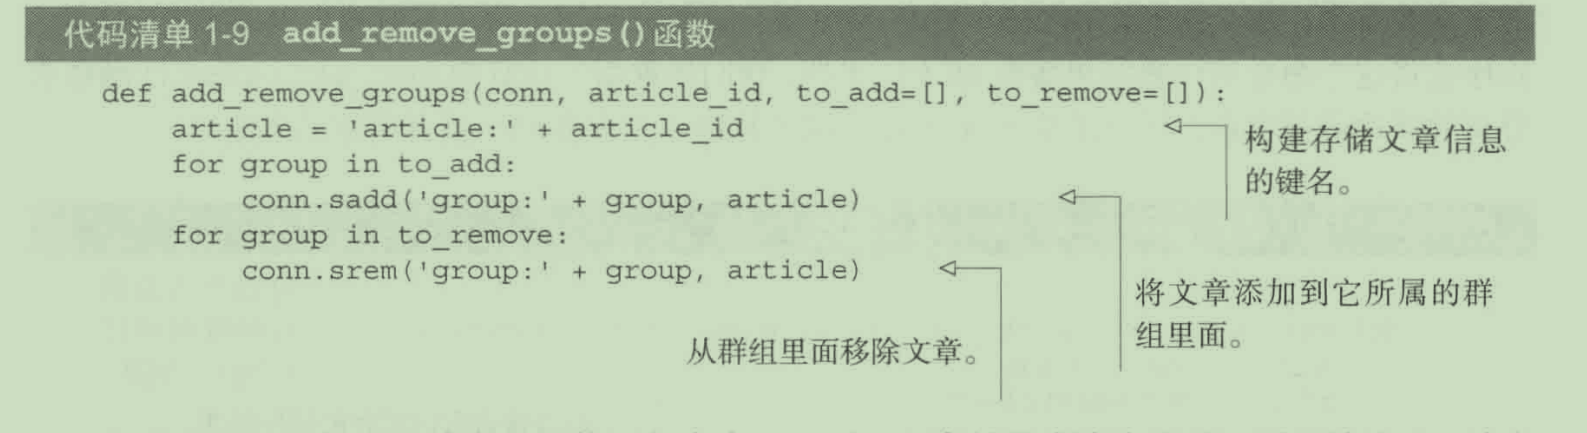 代码清单 1-9 add_remove_groups()函数
def add_remove_groups(conn, article_id, to_add=[], to_remove=[]):
article = 'article:' + article_id
构建存储文章信息
的键名。
for group in to_add:
conn.sadd('group:' + group, article)
将文章添加到它所属的群
组里面。
for group in to_remove:
conn.srem('group:' + group, article)
从群组里面移除文章。